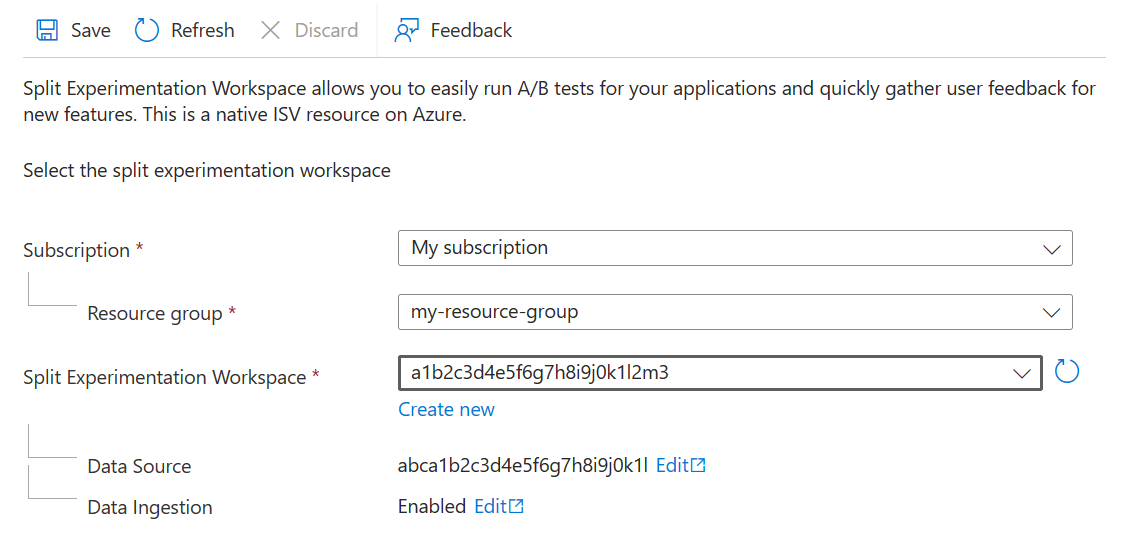 Save Refresh Discard Feedback
Split Experimentation Workspace allows you to easily run A/B tests for your applications and quickly gather user feedback for
new features. This is a native ISV resource on Azure.
Select the split experimentation workspace
Subscription * My subscription
Resource group * my-resource-group
Split Experimentation Workspace * a1b2c3d4e5f6g7h8i9j0k1l2m3
Create new
Data Source abca1b2c3d4e5f6g7h8i9j0k1l Edit
Data Ingestion Enabled Edit